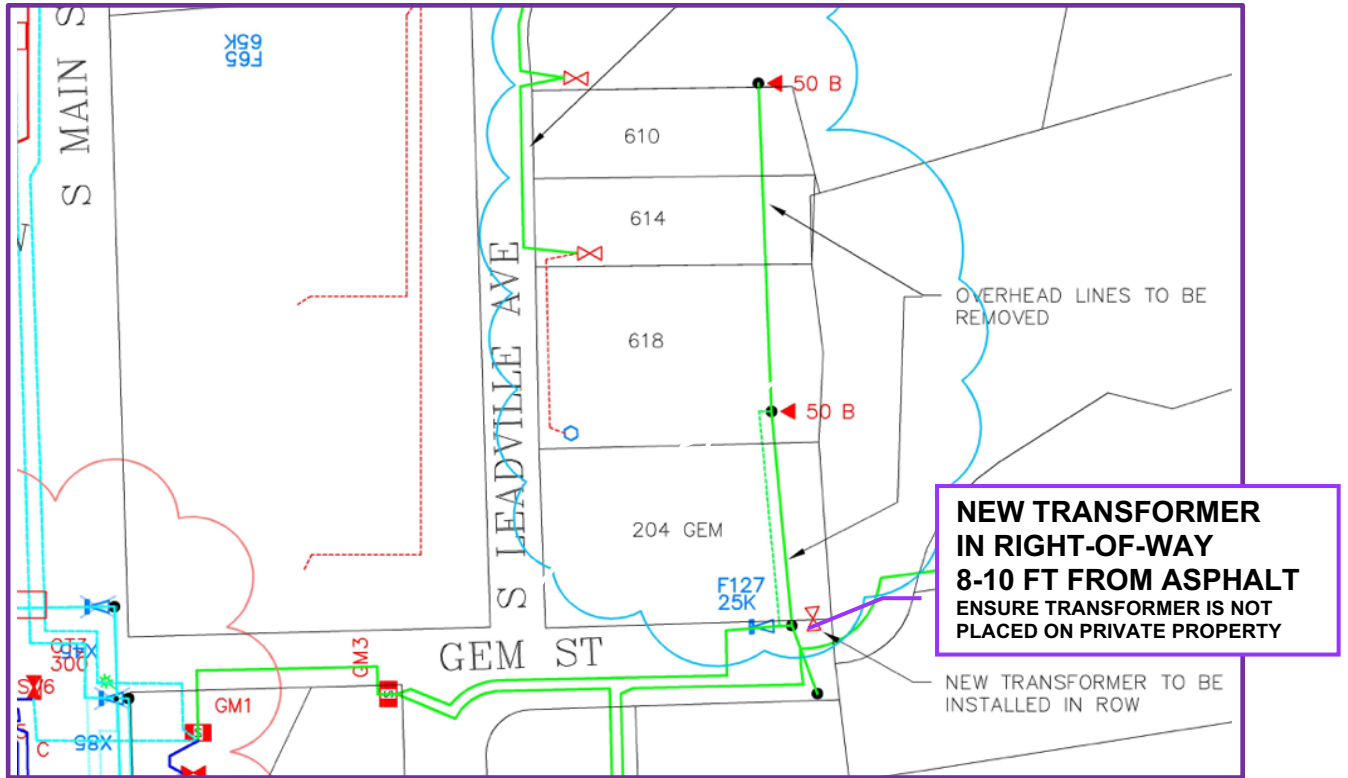 S MAIN S
F65
65K
50 B
610
614
S LEADVILLE AVE
OVERHEAD LINES TO BE
REMOVED
618
50 B
204 GEM
NEW TRANSFORMER
IN RIGHT-OF-WAY
8-10 FT FROM ASPHALT
ENSURE TRANSFORMER IS NOT
PLACED ON PRIVATE PROPERTY
F127
25K
GEM ST
GM3
300
X45
GM1
C
X85
S
S
NEW TRANSFORMER TO BE
INSTALLED IN ROW